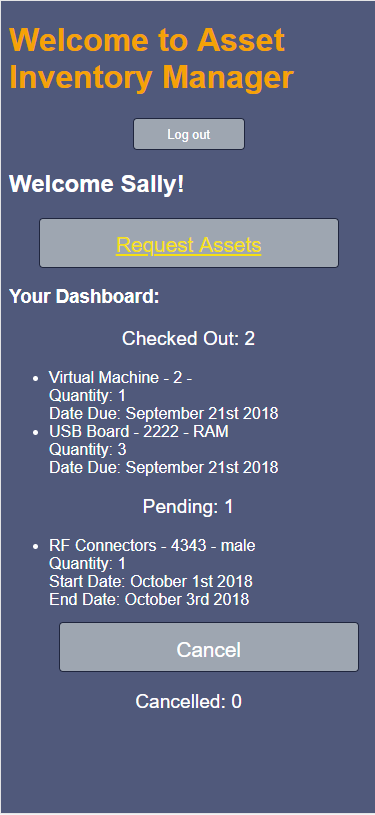 Welcome to Asset
Inventory Manager
Log out
Welcome Sally!
Request Assets
Your Dashboard:
Checked Out: 2
Virtual Machine - 2 -
Quantity: 1
Date Due: September 21st 2018
USB Board - 2222 - RAM
Quantity: 3
Date Due: September 21st 2018
Pending: 1
RF Connectors - 4343 - male
Quantity: 1
Start Date: October 1st 2018
End Date: October 3rd 2018
Cancel
Cancelled: 0